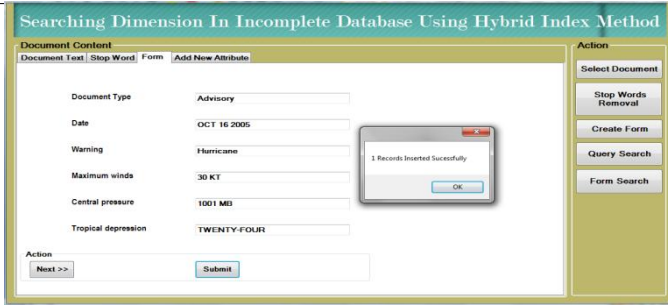 Searching Dimension In Incomplete Database Using Hybrid Index Method
Document Content
Document Text Stop Word Form Add New Attribute
Document Type Advisory
Date OCT 16 2005
Warning Hurricane
Maximum winds 30 KT
Central pressure 1001 MB
Tropical depression TWENTY-FOUR
Action
Next >> Submit
1 Records Inserted Sucessfully
OK
Action
Select Document
Stop Words
Removal
Create Form
Query Search
Form Search